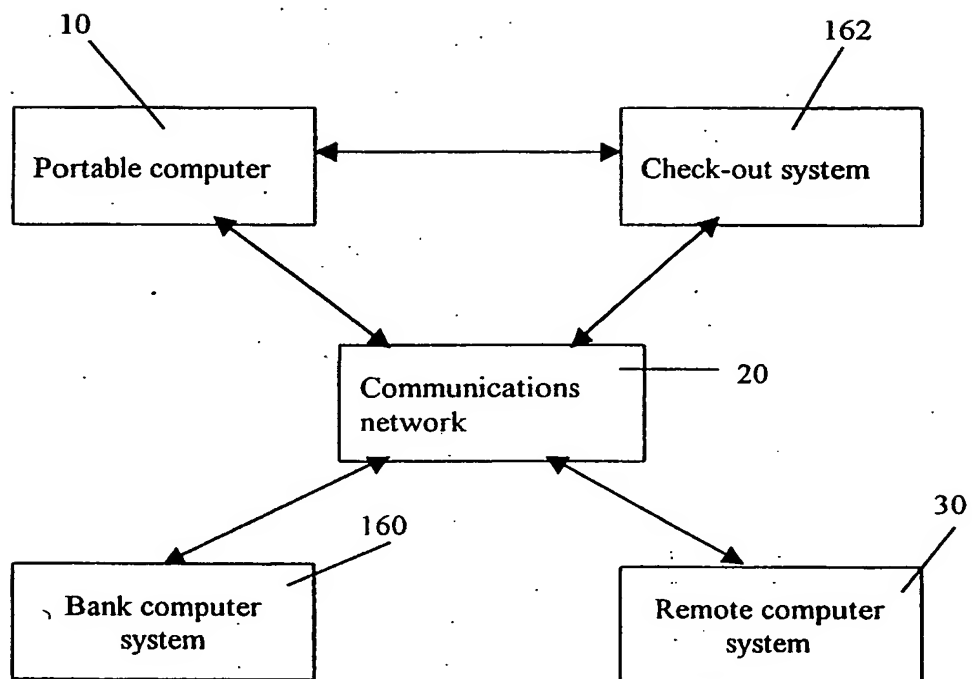 10
162
Portable computer
Check-out system
Communications
network
20
160
30
Bank computer
system
Remote computer
system